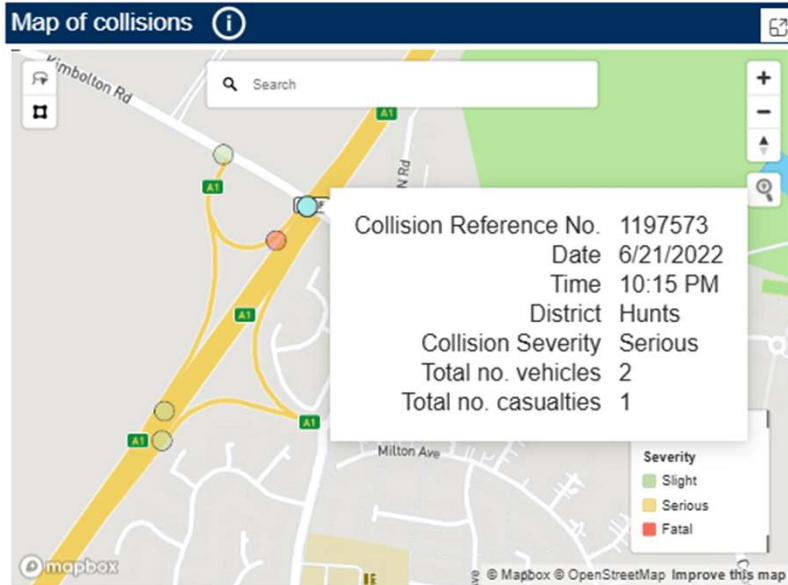 Map of collisions i
Kimbolton Rd
Search
A1
A1
N Rd
Collision Reference No. 1197573
Date 6/21/2022
Time 10:15 PM
District Hunts
Collision Severity Serious
Total no. vehicles 2
Total no. casualties 1
A1
A1
A1
Milton Ave
Severity
Slight
Serious
Fatal
mapbox
© Mapbox © OpenStreetMap Improve this map